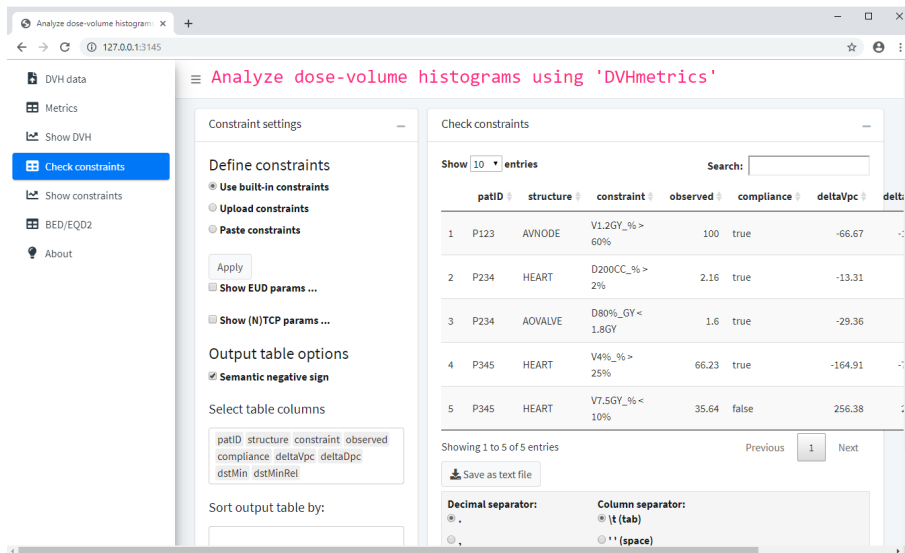 Analyze dose-volume histogram
127.0.0.1:3145
DVH data
Metrics
Show DVH
Check constraints
Show constraints
BED/EQD2
About
Analyze dose-volume histograms using 'DVHmetrics'
Constraint settings
Define constraints
Use built-in constraints
Upload constraints
Paste constraints
Apply
Show EUD params ...
Show (N)TCP params ...
Output table options
Semantic negative sign
Select table columns
patID structure constraint observed
compliance deltaVpc deltaDpc
dstMin dstMinRel
Sort output table by:
Check constraints
Show 10 entries
Search:
patID structure constraint observed compliance deltaVpc delta
1 P123 AVNODE V1.2GY_% > 100 true -66.67 -:
60%
2 P234 HEART D200CC_% > 2.16 true -13.31
2%
3 P234 AOVALVE D80%_GY < 1.6 true -29.36
1.8GY
4 P345 HEART V4%_% > 66.23 true -164.91 -
25%
5 P345 HEART V7.5GY_% < 35.64 false 256.38
10%
Showing 1 to 5 of 5 entries
Previous 1 Next
Save as text file
Decimal separator: Column separator:
. \t (tab)
, ' ' (space)